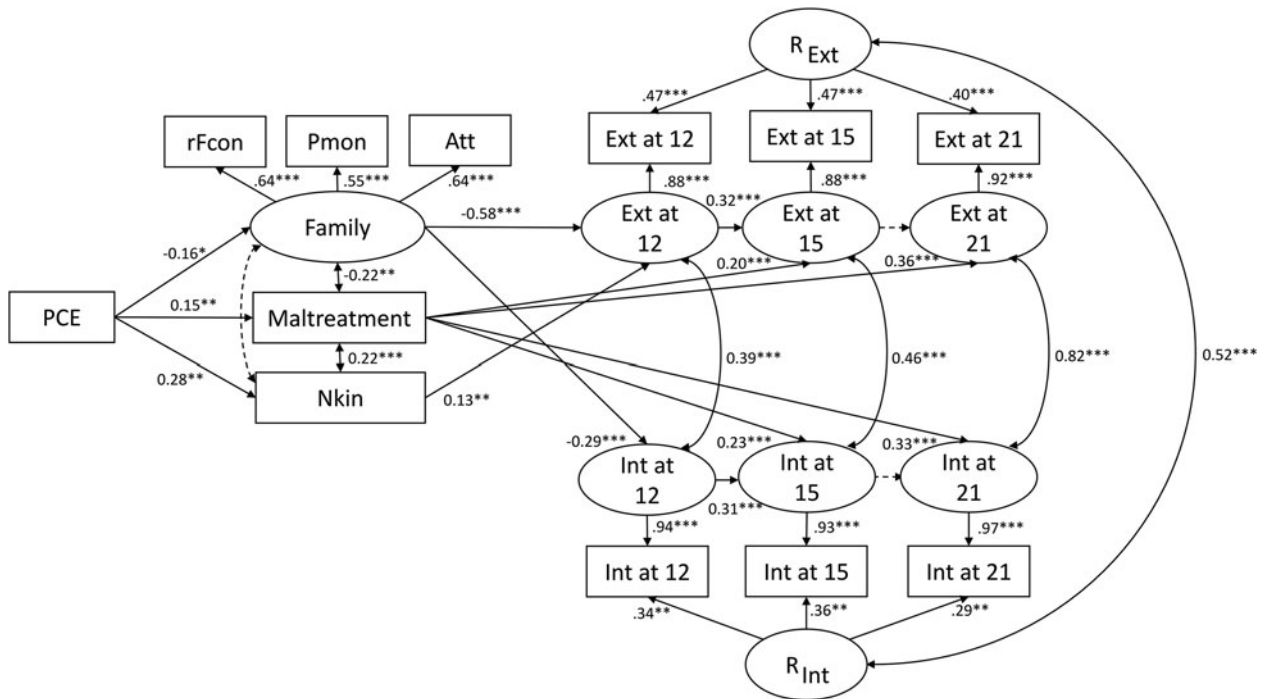 R Ext
.47***
.47***
.40***
rFcon
Pmon
Att
Ext at 12
Ext at 15
Ext at 21
.64***
.55***
.64***
.88***
.88***
.92***
Family
-0.58***
Ext at
12
0.32***
Ext at
15
Ext at
21
-0.16*
-0.22**
0.20***
0.36***
PCE
0.15**
Maltreatment
0.22***
0.39***
0.46***
0.82***
0.52***
0.28**
Nkin
0.13**
-0.29***
0.23***
0.33***
Int at
12
0.31***
Int at
15
Int at
21
.94***
.93***
.97***
Int at 12
Int at 15
Int at 21
.34**
.36**
.29**
R Int